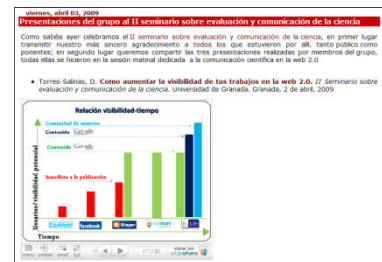 viernes, abril 03, 2009
Presentaciones del grupo al II seminario sobre evaluación y comunicación de la ciencia
Como sabéis ayer celebramos el II seminario sobre evaluación y comunicación de la ciencia, en primer lugar
transmitir nuestro más sincero agradecimiento a todos los que estuvieron por allí, tanto público como
ponentes; en segundo lugar queremos compartir las tres presentaciones realizadas por miembros del grupo,
todas ellas se hicieron en la sesión matinal dedicada a la comunicación científica en la web 2.0
• Torres-Salinas, D. Como aumentar la visibilidad de tus trabajos en la web 2.0. II Seminario sobre
evaluación y comunicación de la ciencia. Universidad de Granada. Granada, 2 de abril, 2009
Relación visibilidad-tiempo
Comunidad de usuarios
Contenido Google
Contenido Google
Inmediato a la publicación
Usuarios/visibilidad potencial
twitter facebook Blogger slideshare
Tiempo
menu embed email full
view on
slideshare